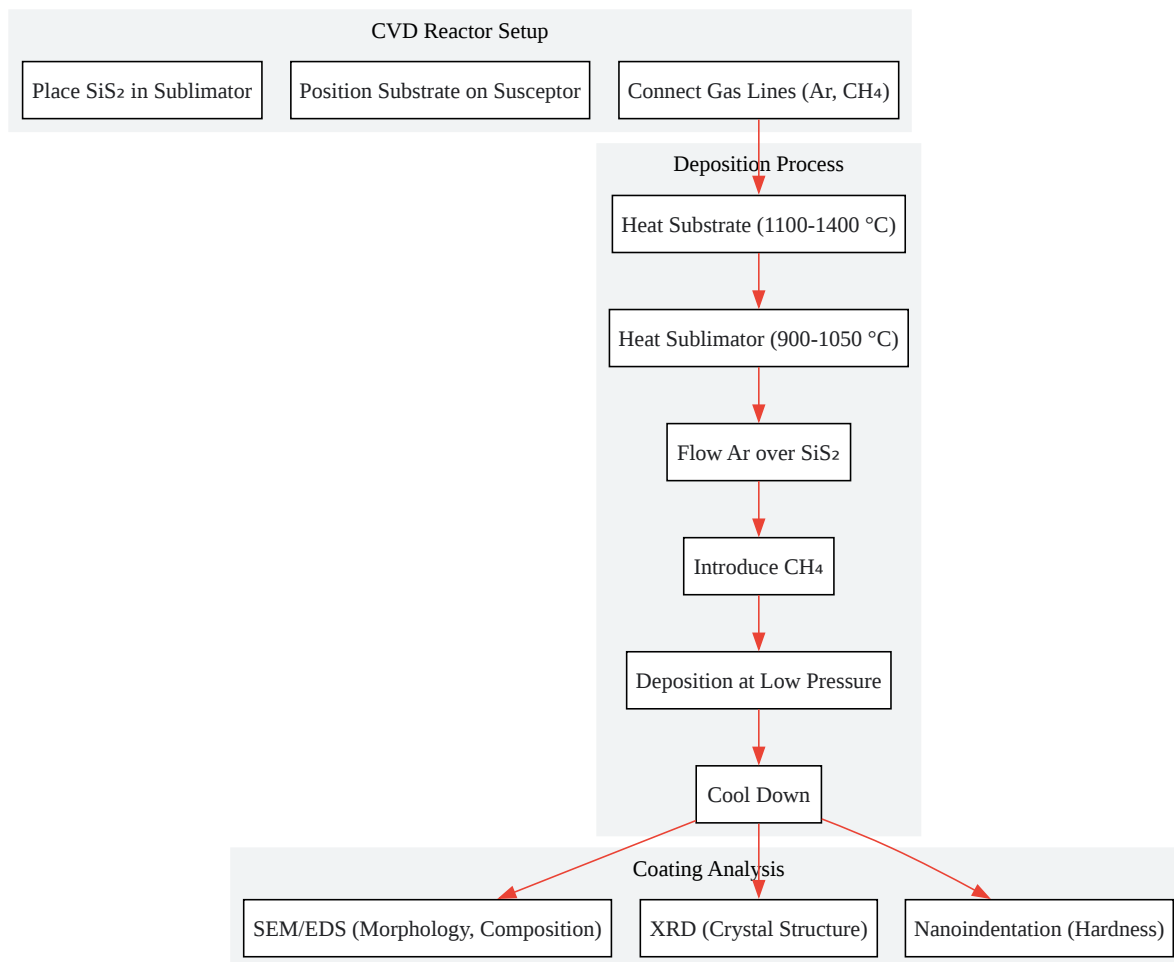 CVD Reactor Setup
Place SiS₂ in Sublimator
Position Substrate on Susceptor
Connect Gas Lines (Ar, CH₄)
Deposition Process
Heat Substrate (1100-1400 °C)
Heat Sublimator (900-1050 °C)
Flow Ar over SiS₂
Introduce CH₄
Deposition at Low Pressure
Cool Down
Coating Analysis
SEM/EDS (Morphology, Composition)
XRD (Crystal Structure)
Nanoindentation (Hardness)